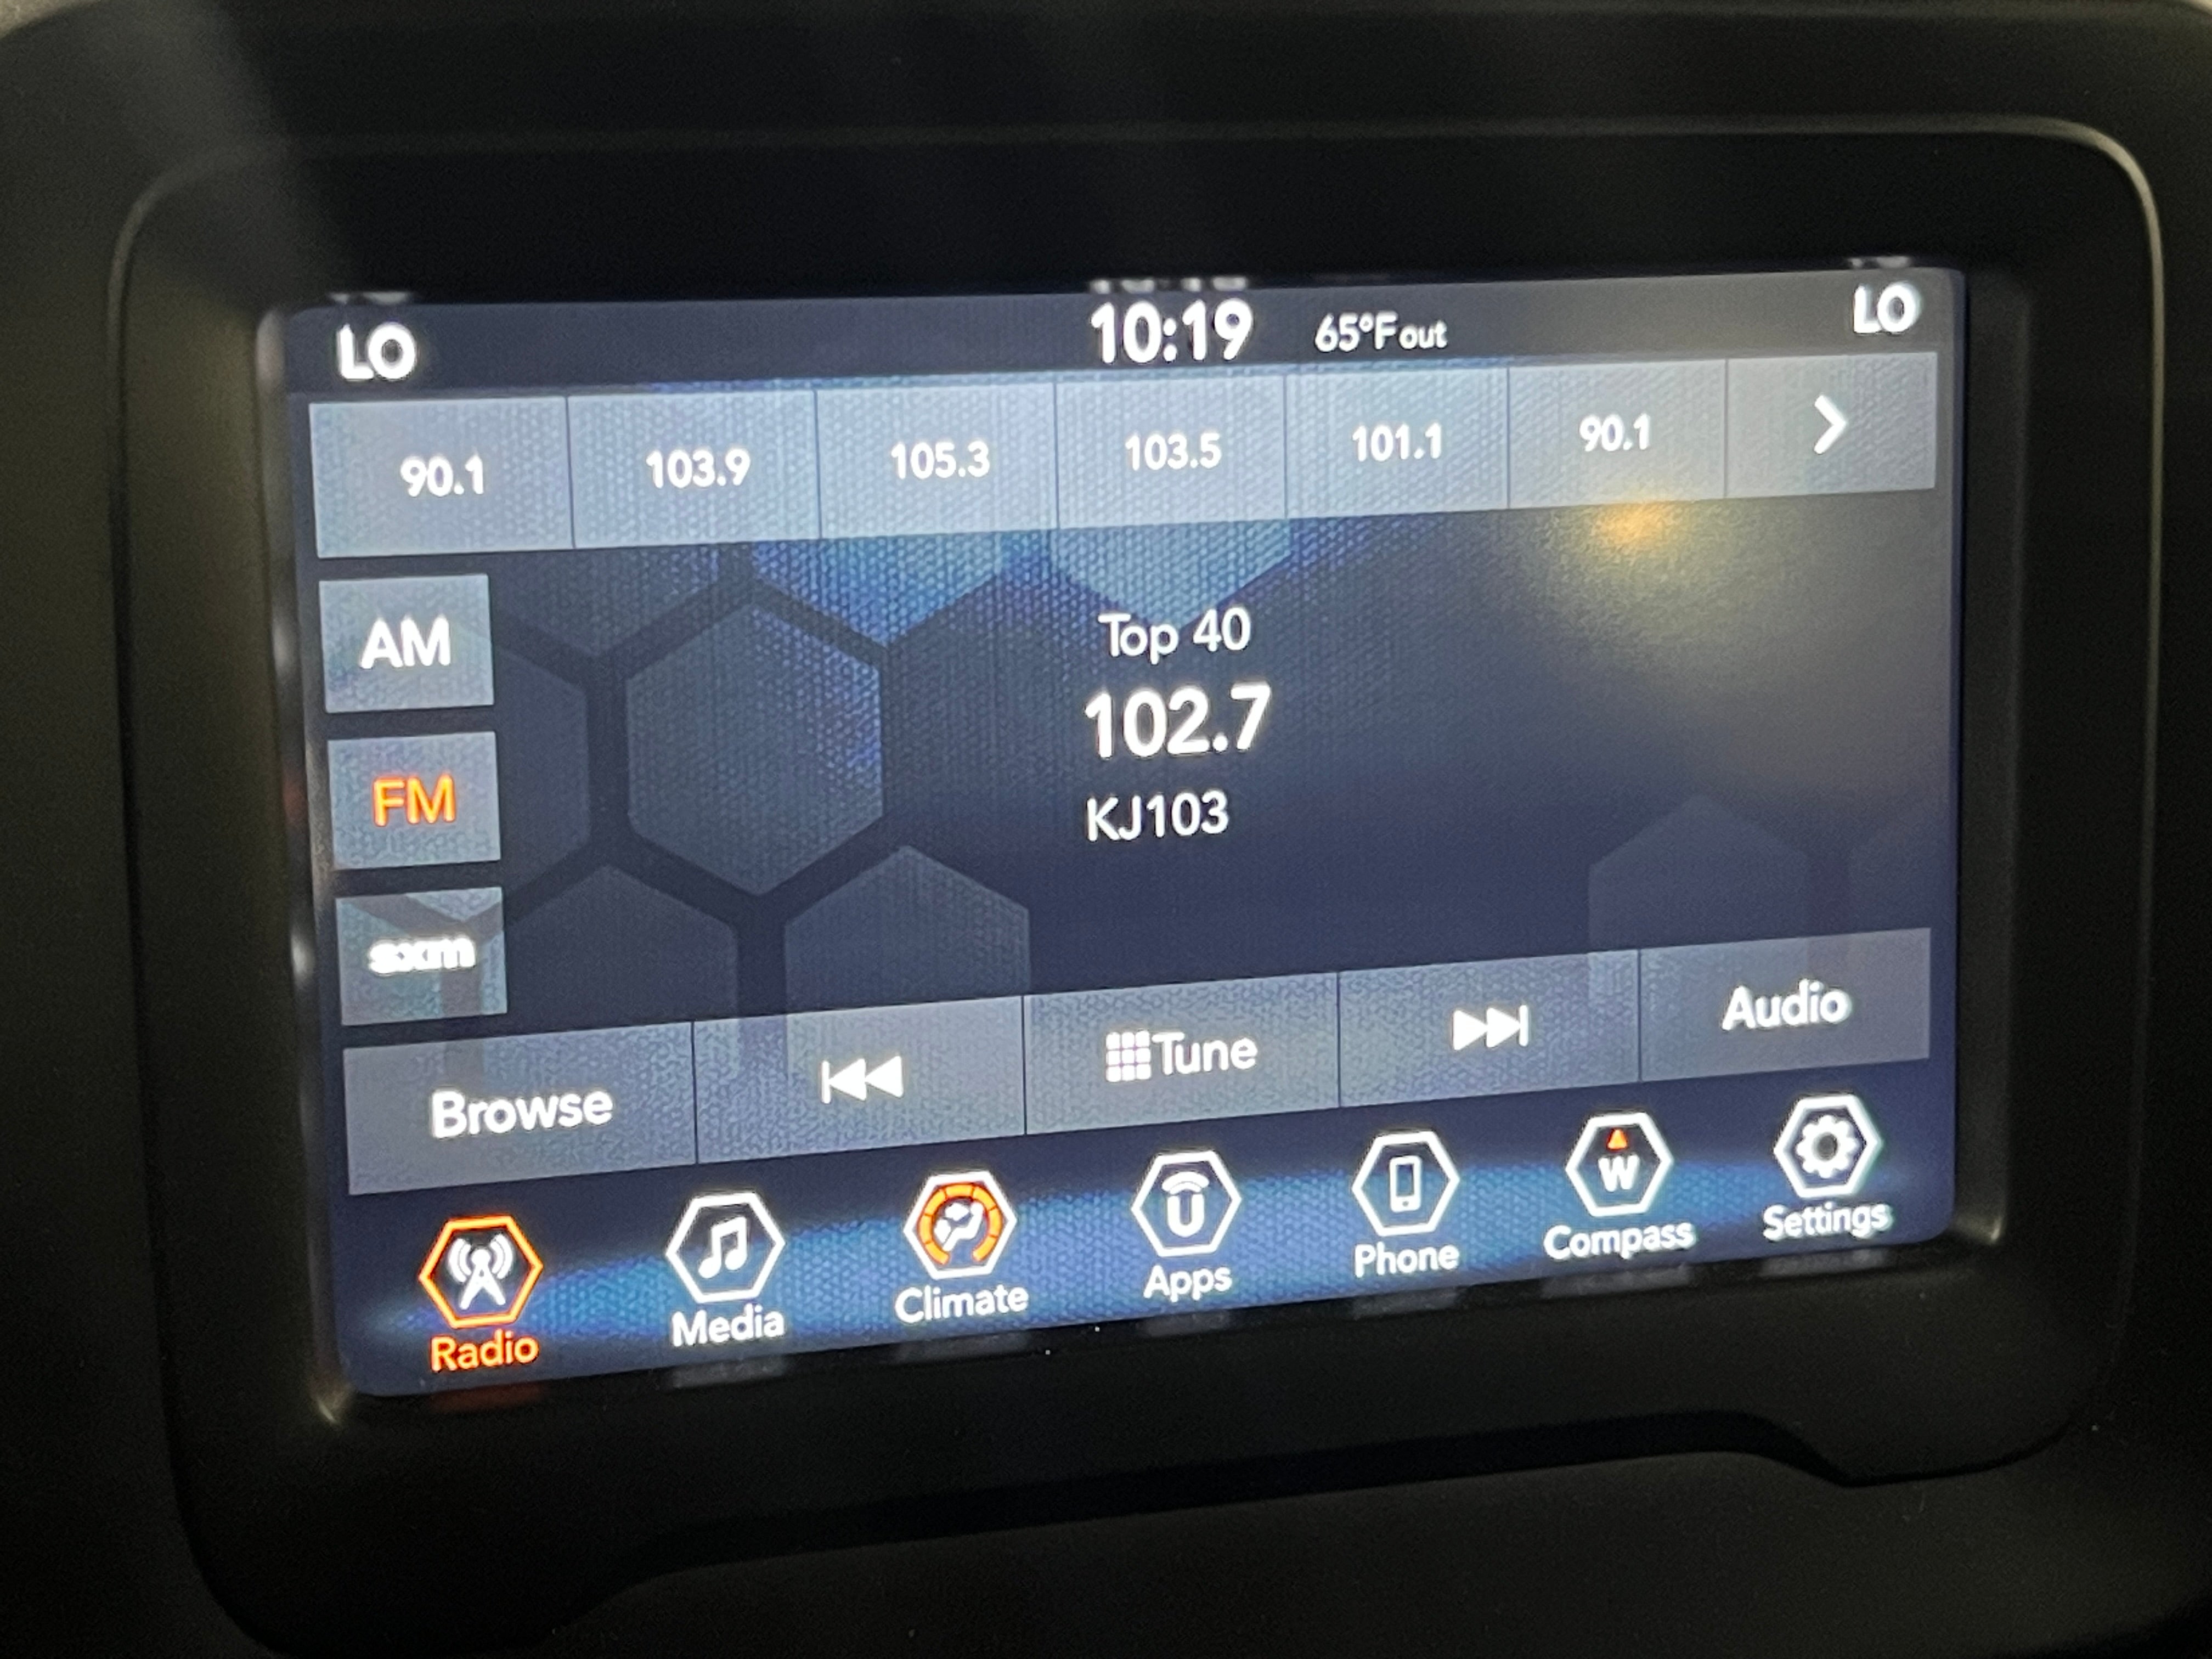 LO 10:19 65°F out LO
90.1 103.9 105.3 103.5 101.1 90.1
AM
Top 40
102.7
FM
KJ103
sxm
Browse Tune Audio
Radio Media Climate Apps Phone W Compass Settings